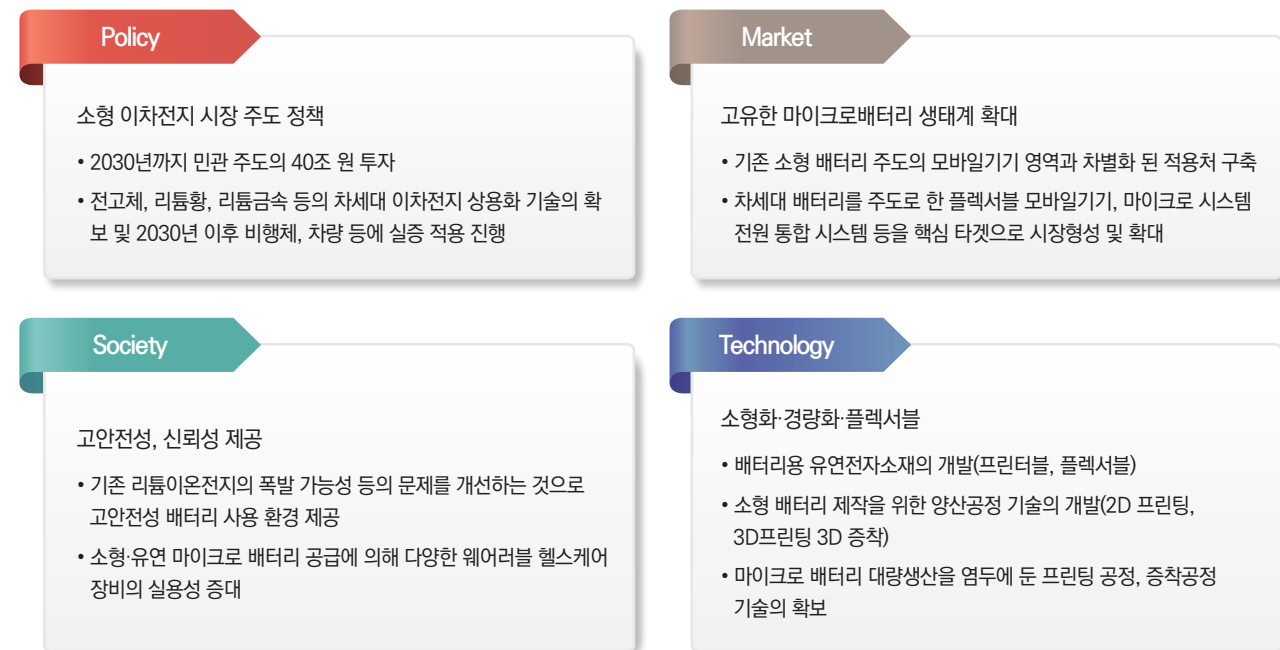 Policy
소형 이차전지 시장 주도 정책
• 2030년까지 민관 주도의 40조 원 투자
• 전고체, 리튬황, 리튬금속 등의 차세대 이차전지 상용화 기술의 확
보 및 2030년 이후 비행체, 차량 등에 실증 적용 진행
Market
고유한 마이크로배터리 생태계 확대
• 기존 소형 배터리 주도의 모바일기기 영역과 차별화 된 적용처 구축
• 차세대 배터리를 주도로 한 플렉서블 모바일기기, 마이크로 시스템
전원 통합 시스템 등을 핵심 타겟으로 시장형성 및 확대
Society
고안전성, 신뢰성 제공
• 기존 리튬이온전지의 폭발 가능성 등의 문제를 개선하는 것으로
고안전성 배터리 사용 환경 제공
• 소형·유연 마이크로 배터리 공급에 의해 다양한 웨어러블 헬스케어
장비의 실용성 증대
Technology
소형화·경량화·플렉서블
• 배터리용 유연전자소재의 개발(프린터블, 플렉서블)
• 소형 배터리 제작을 위한 양산공정 기술의 개발(2D 프린팅,
3D프린팅 3D 증착)
• 마이크로 배터리 대량생산을 염두에 둔 프린팅 공정, 증착공정
기술의 확보